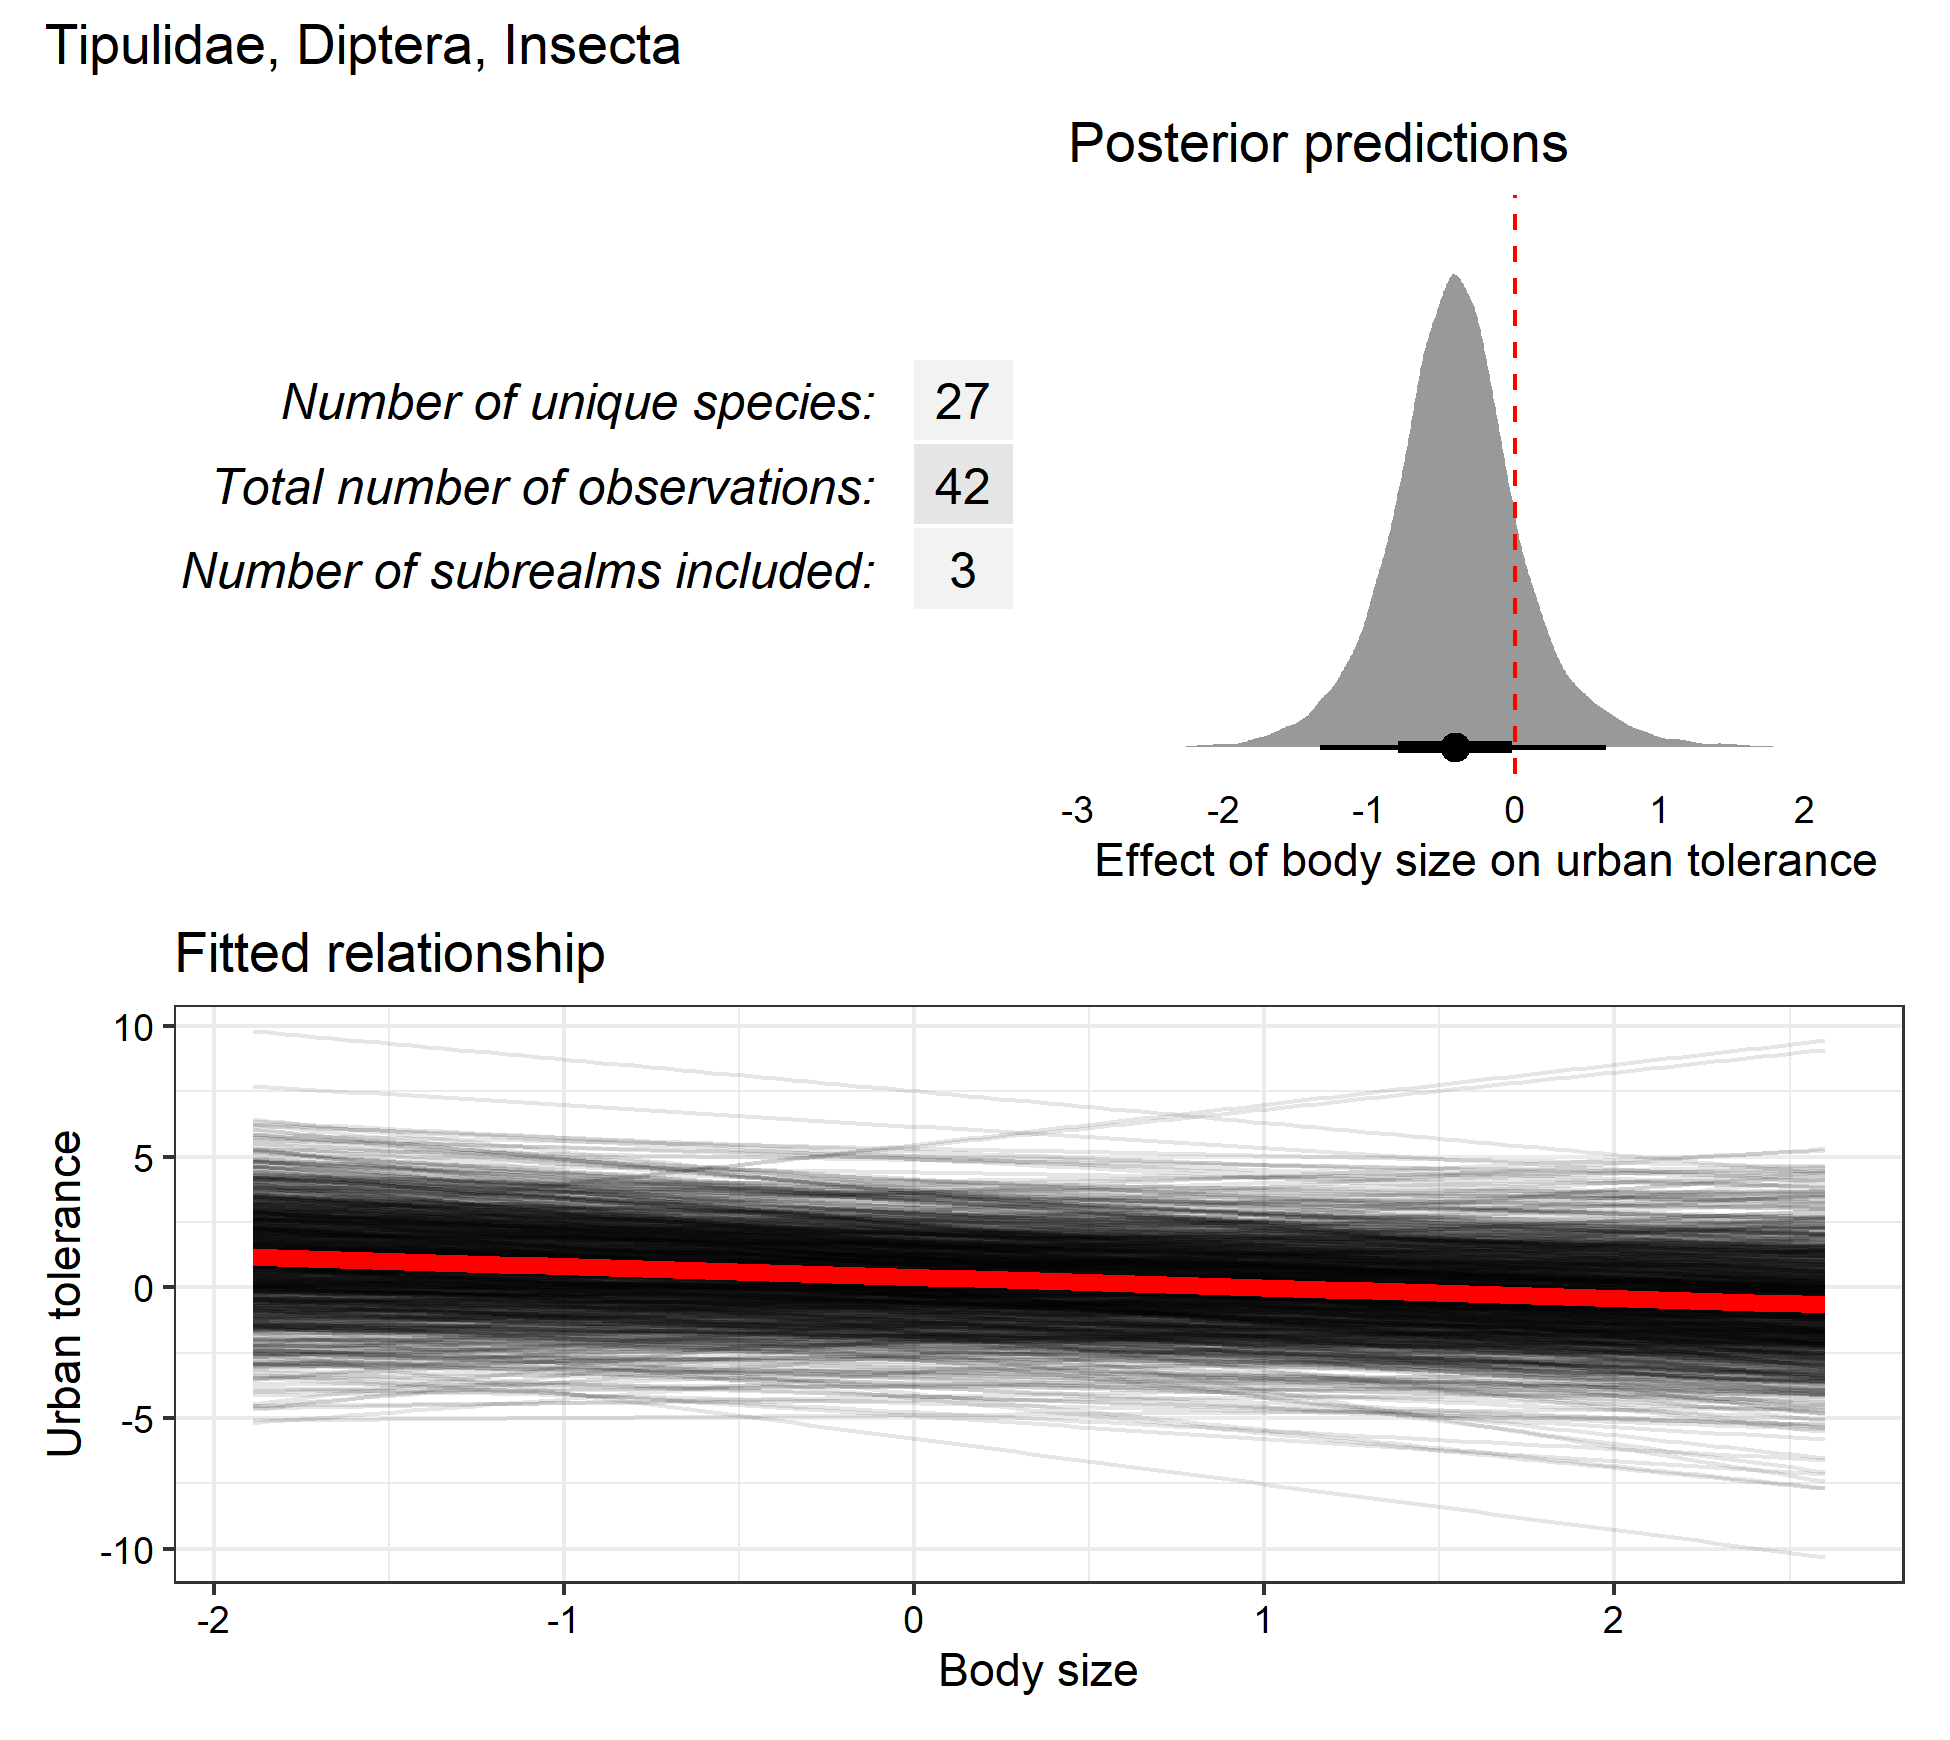 Tipulidae, Diptera, Insecta
Posterior predictions
Number of unique species: 27
Total number of observations: 42
Number of subrealms included: 3
-3 -2 -1 0 1 2
Effect of body size on urban tolerance
Fitted relationship
10
5
0
-5
-10
Urban tolerance
-2 -1 0 1 2
Body size